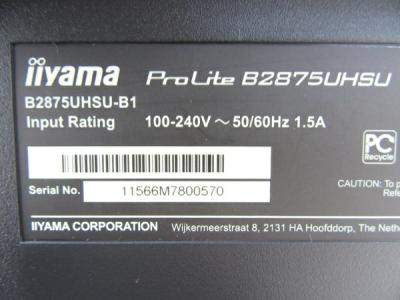 iiyama ProLite B2875UHSU
B2875UHSU-B1
Input Rating 100-240V ~ 50/60Hz 1.5A
PC
Recycle
Serial No. 11566M7800570
CAUTION: To p
Refe
IIYAMA CORPORATION Wijkermeerstraat 8, 2131 HA Hoofddorp, The Neth